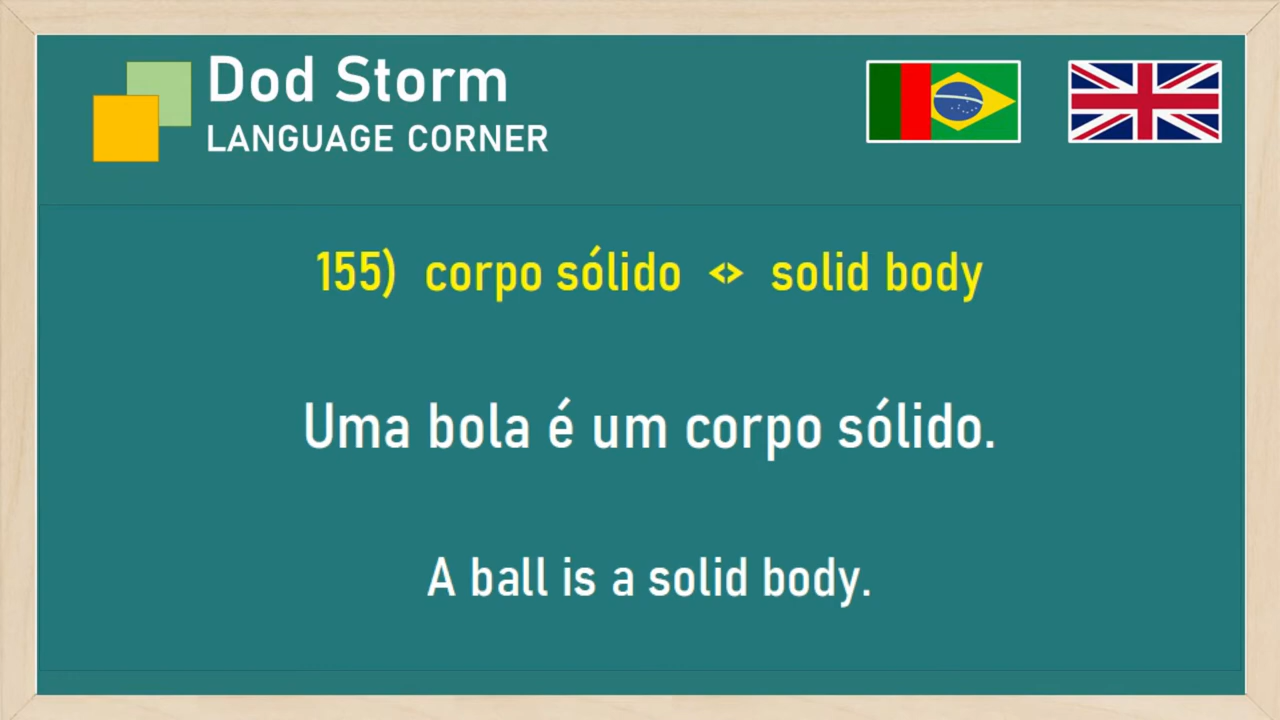 Dod Storm
LANGUAGE CORNER
155) corpo sólido <> solid body
Uma bola é um corpo sólido.
A ball is a solid body.